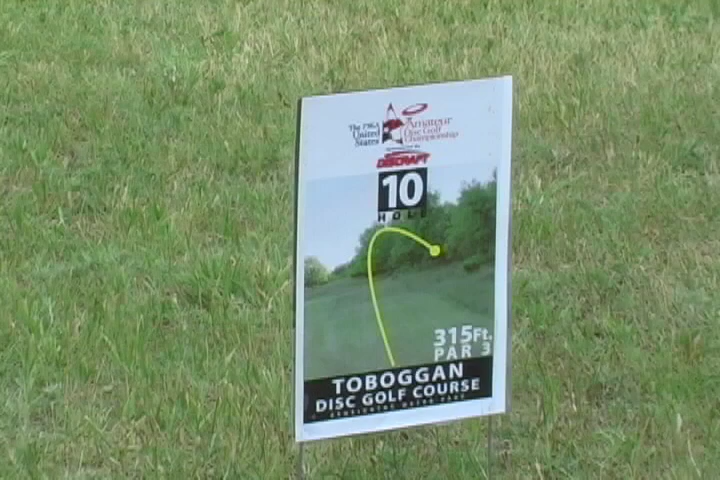 The PDGA
United
States
Amateur
Disc Golf
Championship
DISCRAFT
10
HOLE
315Ft.
PAR 3
TOBOGGAN
DISC GOLF COURSE